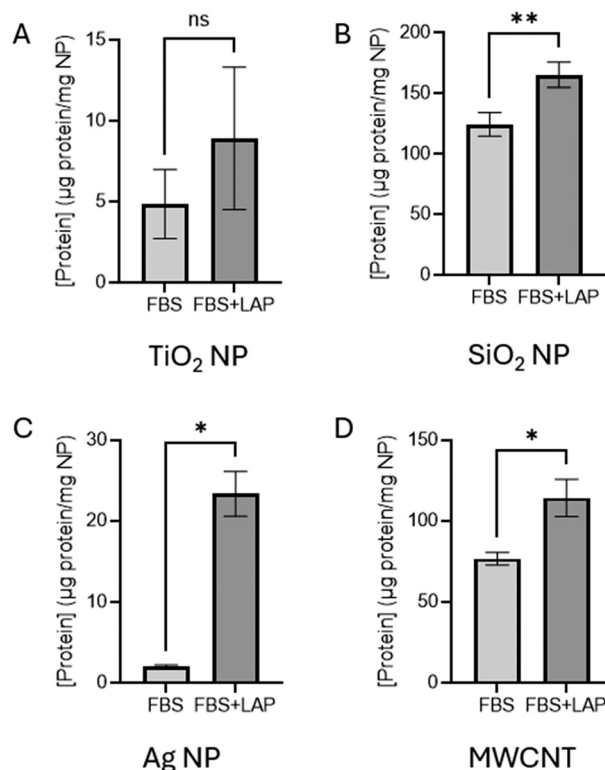 A
[Protein] (µg protein/mg NP)
15
10
5
0
ns
FBS
FBS+LAP
TiO₂ NP
B
[Protein] (µg protein/mg NP)
200
150
100
50
0
**
FBS
FBS+LAP
SiO₂ NP
C
[Protein] (µg protein/mg NP)
30
20
10
0
*
FBS
FBS+LAP
Ag NP
D
[Protein] (µg protein/mg NP)
150
100
50
0
*
FBS
FBS+LAP
MWCNT